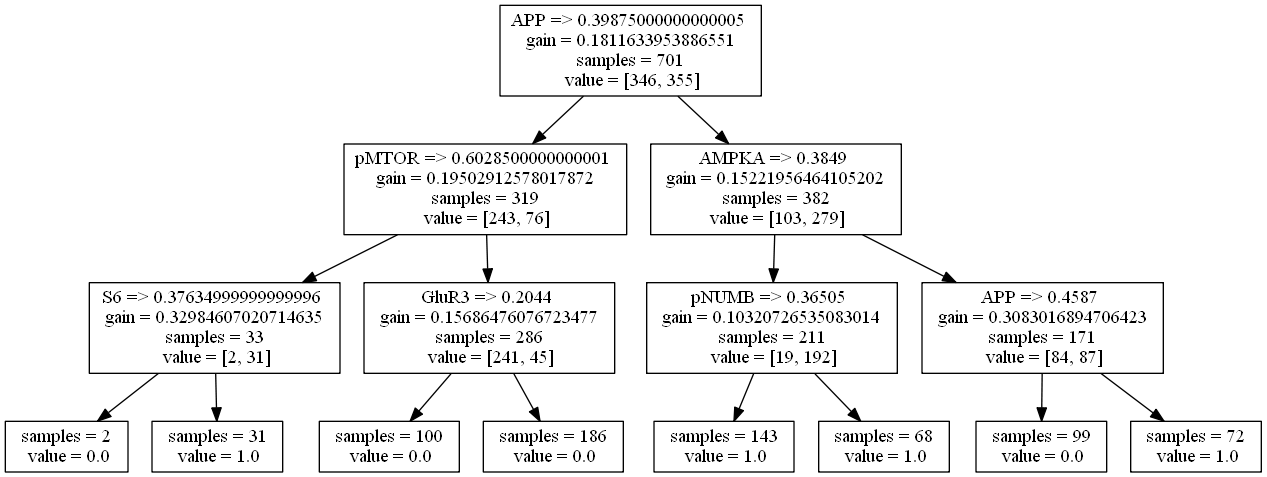 APP => 0.39875000000000005
gain = 0.1811633953886551
samples = 701
value = [346, 355]
pMTOR => 0.6028500000000001
gain = 0.19502912578017872
samples = 319
value = [243, 76]
AMPKA => 0.3849
gain = 0.15221956464105202
samples = 382
value = [103, 279]
S6 => 0.37634999999999996
gain = 0.32984607020714635
samples = 33
value = [2, 31]
GluR3 => 0.2044
gain = 0.15686476076723477
samples = 286
value = [241, 45]
pNUMB => 0.36505
gain = 0.10320726535083014
samples = 211
value = [19, 192]
APP => 0.4587
gain = 0.3083016894706423
samples = 171
value = [84, 87]
samples = 2
value = 0.0
samples = 31
value = 1.0
samples = 100
value = 0.0
samples = 186
value = 0.0
samples = 143
value = 1.0
samples = 68
value = 1.0
samples = 99
value = 0.0
samples = 72
value = 1.0